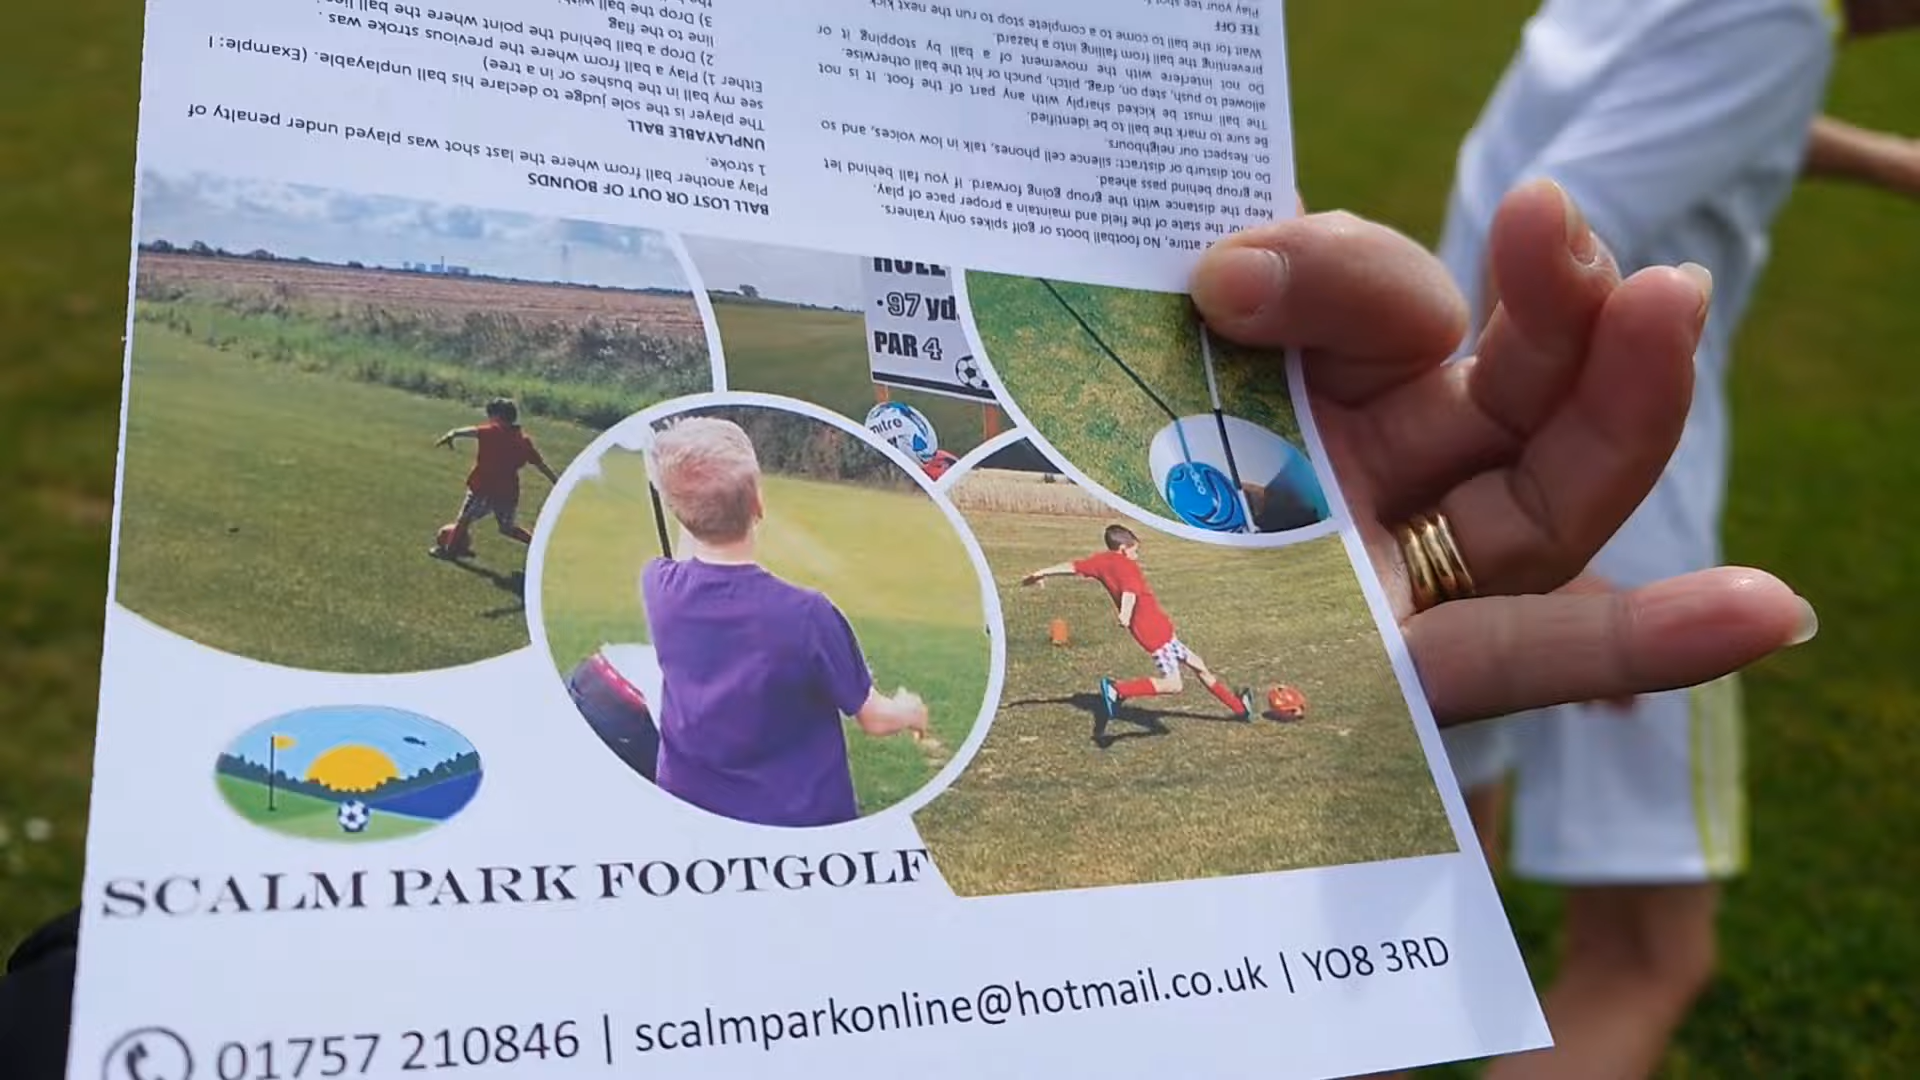 HOLE
·97 yd
PAR 4
mitre
SCALM PARK FOOTGOLF
01757 210846 | scalmparkonline@hotmail.co.uk | YO8 3RD
BALL LOST OR OUT OF BOUNDS
Play another ball from where the last shot was played under penalty of
1 stroke.
UNPLAYABLE BALL
The player is the sole judge to declare his ball unplayable. (Example: I
see my ball in the bushes or in a tree)
Either 1) Play a ball from where the previous stroke was .
2) Drop a ball behind the point where the ball
line to the flag
3) Drop the ball
attire, No football boots or golf spikes only trainers.
for the state of the field and maintain a proper pace of play.
Keep the distance with the group going forward. If you fall behind let
the group behind pass ahead.
Do not disturb or distract: silence cell phones, talk in low voices, and so
on. Respect our neighbours.
Be sure to mark the ball to be identified.
The ball must be kicked sharply with any part of the foot. It is not
allowed to push, step on, drag, pitch, punch or hit the ball otherwise.
Do not interfere with the movement of a ball by stopping it or
preventing the ball from falling into a hazard.
Wait for the ball to come to a complete stop to run the next kick
TEE OFF
Play your tee shot